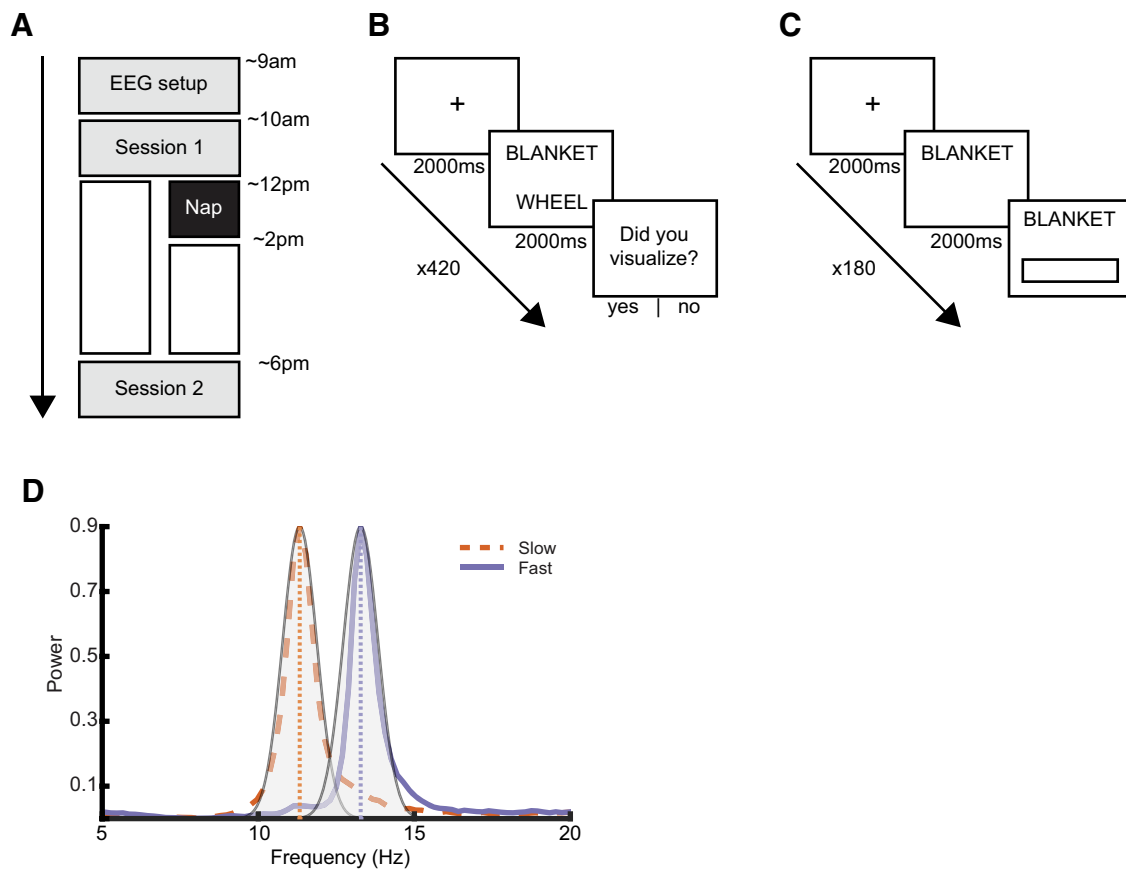 A
~9am
EEG setup
~10am
Session 1
~12pm
Nap
~2pm
~6pm
Session 2
B
+
2000ms
BLANKET
WHEEL
2000ms
Did you
visualize?
yes | no
x420
C
+
2000ms
BLANKET
2000ms
BLANKET
x180
D
0.9
0.7
0.5
0.3
0.1
Power
Slow
Fast
5
10
15
20
Frequency (Hz)